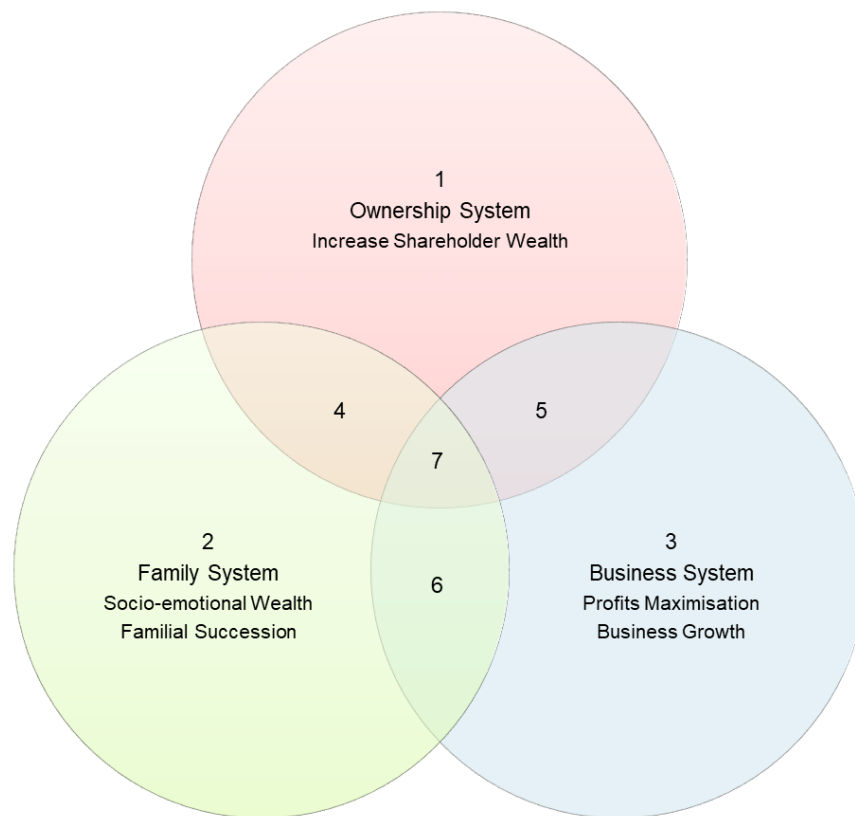 1
Ownership System
Increase Shareholder Wealth
4
5
7
2
Family System
Socio-emotional Wealth
Familial Succession
6
3
Business System
Profits Maximisation
Business Growth